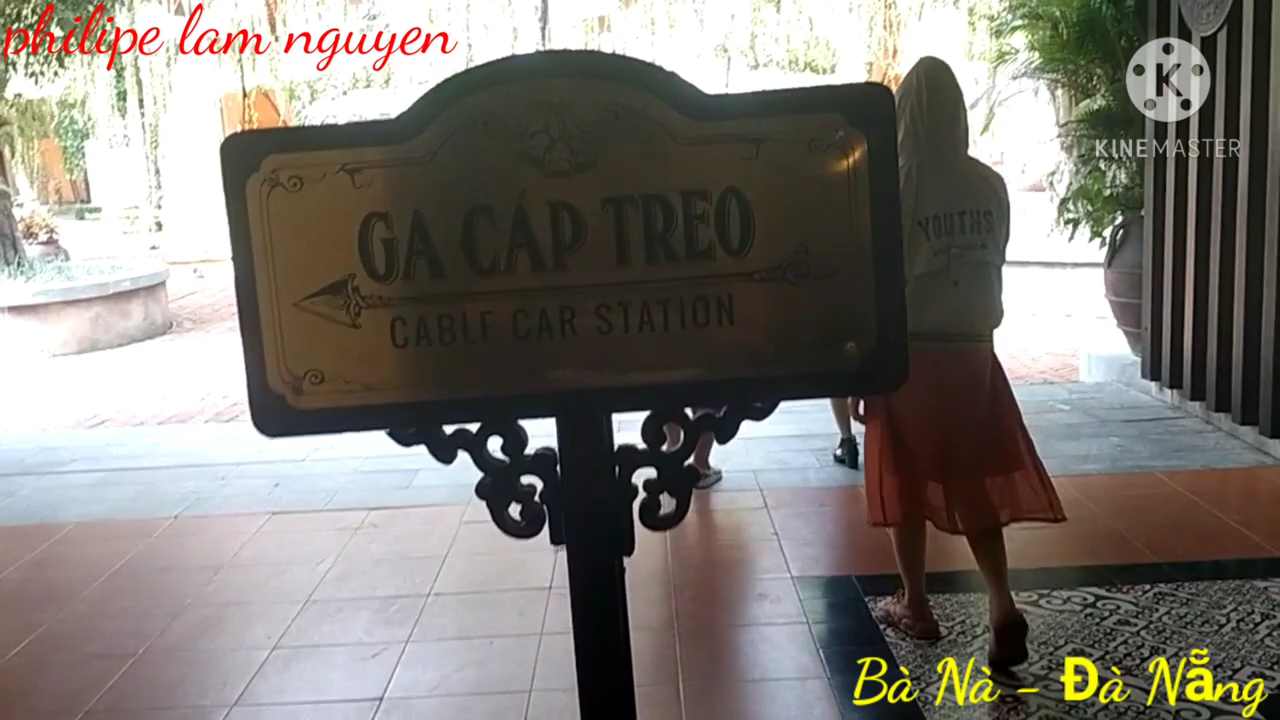 philipe lam nguyen
K
KINEMASTER
GA CÁP TREO
CABLE CAR STATION
YOUTHS
Bà Nà - Đà Nẵng